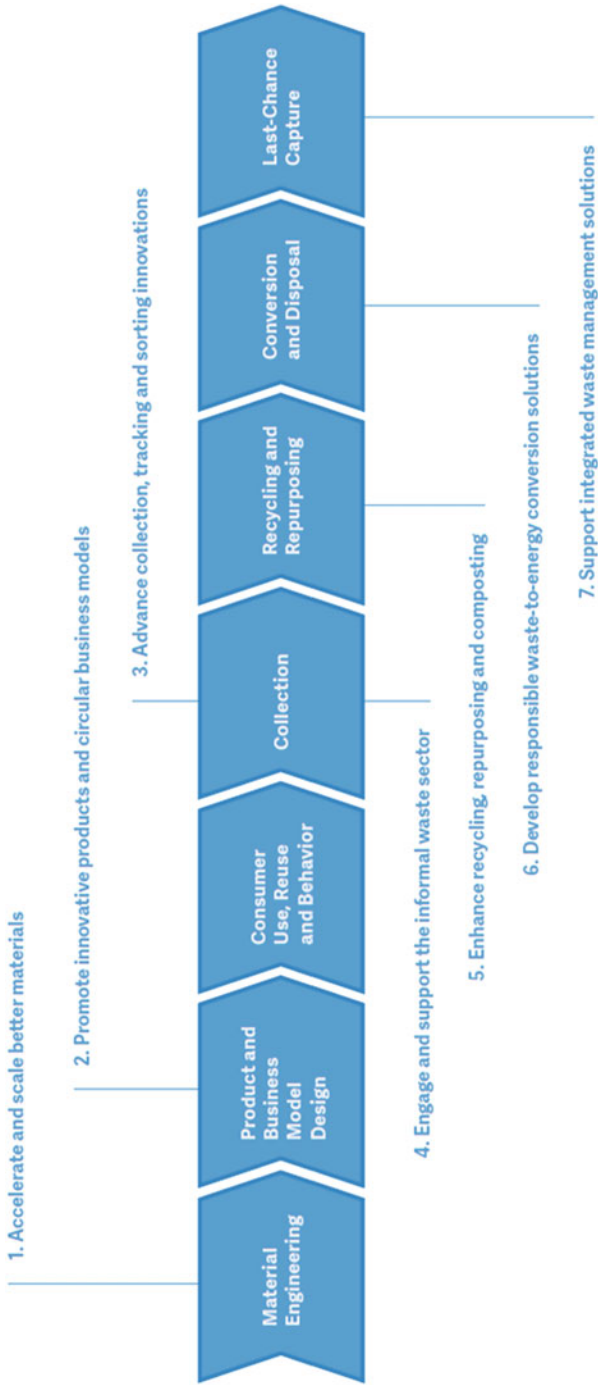 1. Accelerate and scale better materials
2. Promote innovative products and circular business models
3. Advance collection, tracking and sorting innovations
Material
Engineering
Product and
Business
Model
Design
Consumer
Use, Reuse
and Behavior
Collection
Recycling and
Repurposing
Conversion
and Disposal
Last-Chance
Capture
4. Engage and support the informal waste sector
5. Enhance recycling, repurposing and composting
6. Develop responsible waste-to-energy conversion solutions
7. Support integrated waste management solutions